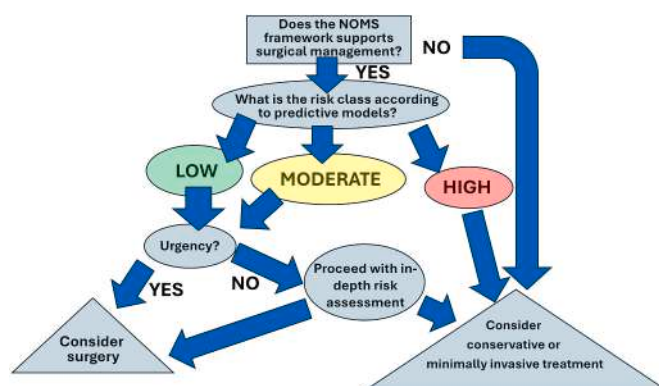 Does the NOMS
framework supports
surgical management?
NO
YES
What is the risk class according
to predictive models?
LOW
MODERATE
HIGH
Urgency?
YES
NO
Proceed with in-
depth risk
assessment
Consider
surgery
Consider
conservative or
minimally invasive treatment